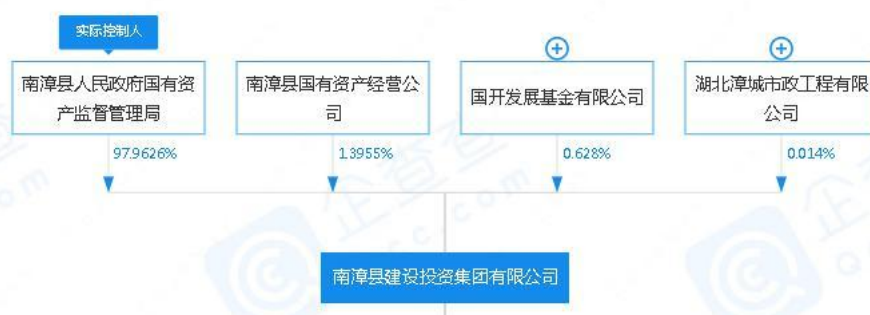 实际控制人
南漳县人民政府国有资
产监督管理局
南漳县国有资产经营公
司
国开发展基金有限公司
湖北漳城市政工程有限
公司
97.9626%
1.3955%
0.628%
0.014%
南漳县建设投资集团有限公司
企查查